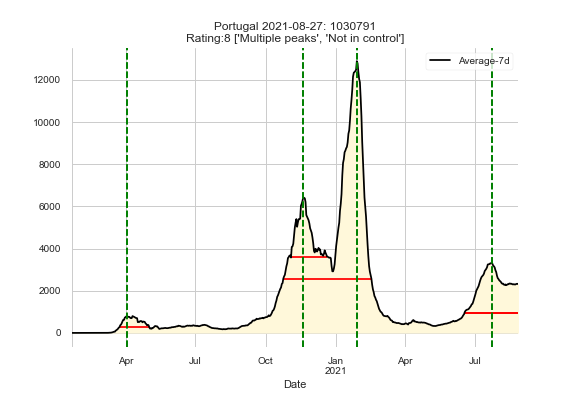 Portugal 2021-08-27: 1030791
Rating:8 ['Multiple peaks', 'Not in control']
Average-7d
12000
10000
8000
6000
4000
2000
0
Apr Jul Oct Jan Apr Jul
2021
Date